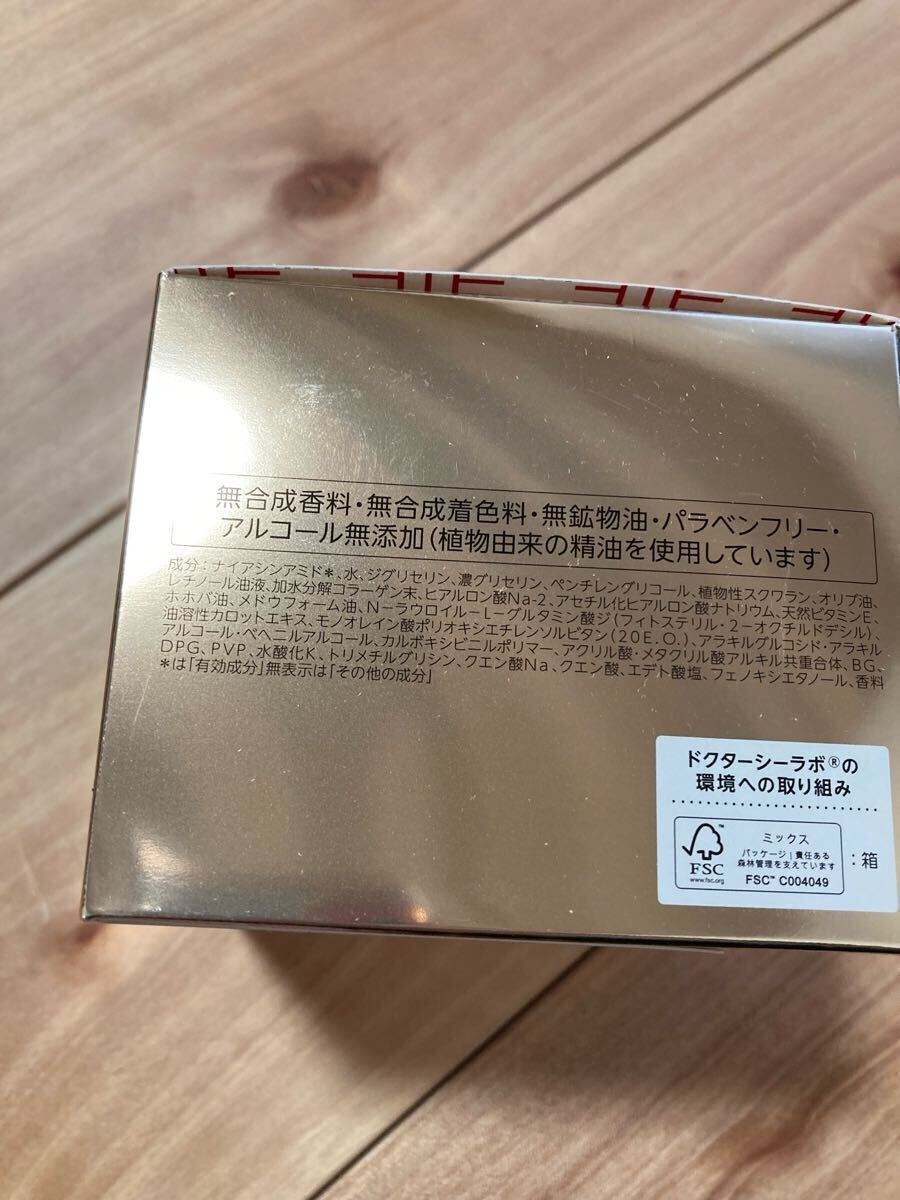 無合成香料・無合成着色料・無鉱物油・パラベンフリー・
アルコール無添加(植物由来の精油を使用しています)
成分:ナイアシンアミド*、水、ジグリセリン、濃グリセリン、ペンチレングリコール、植物性スクワラン、オリブ油、
レチノール油液、加水分解コラーゲン末、ヒアルロン酸Na-2、アセチル化ヒアルロン酸ナトリウム、天然ビタミンE、
ホホバ油、メドウフォーム油、N-ラウロイル-L-グルタミン酸ジ(フィトステリル・2-オクチルドデシル)、
油溶性カロットエキス、モノオレイン酸ポリオキシエチレンソルビタン(20E.O.)、アラキルグルコシド・アラキル
アルコール・ベヘニルアルコール、カルボキシビニルポリマー、アクリル酸・メタクリル酸アルキル共重合体、BG、
DPG、PVP、水酸化K、トリメチルグリシン、クエン酸Na、クエン酸、エデト酸塩、フェノキシエタノール、香料
*は「有効成分」無表示は「その他の成分」
ドクターシーラボ®の
環境への取り組み
ミックス
パッケージ|責任ある
森林管理を支えています
FSC™ C004049
FSC
www.fsc.org
:箱